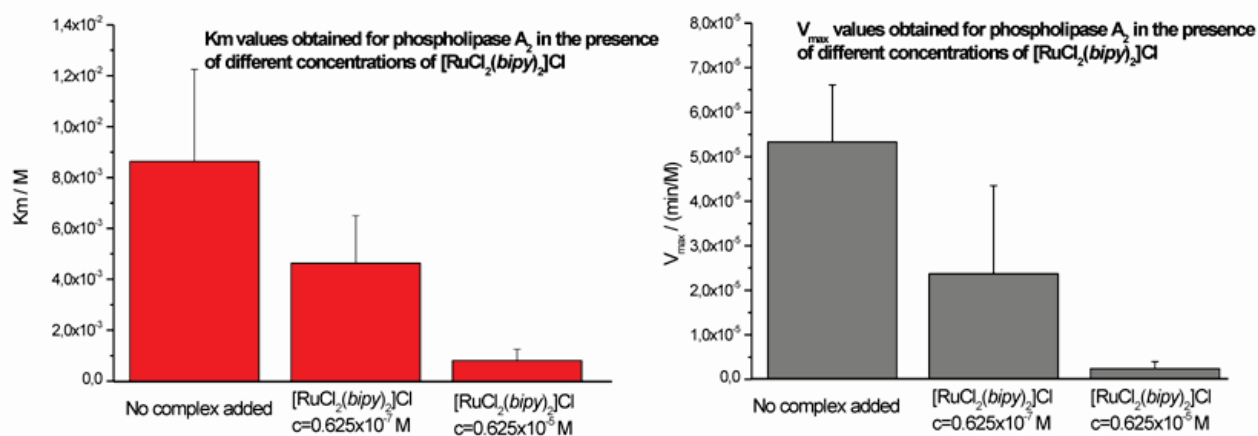 Km values obtained for phospholipase A₂ in the presence
of different concentrations of [RuCl₂(bipy)₂]Cl
Km / M
1,4x10⁻²
1,2x10⁻²
1,0x10⁻²
8,0x10⁻³
6,0x10⁻³
4,0x10⁻³
2,0x10⁻³
0,0
No complex added
[RuCl₂(bipy)₂]Cl
c=0.625x10⁻⁷ M
[RuCl₂(bipy)₂]Cl
c=0.625x10⁻⁵ M
Vₘₐₓ values obtained for phospholipase A₂ in the presence
of different concentrations of [RuCl₂(bipy)₂]Cl
Vₘₐₓ / (min/M)
8,0x10⁻⁵
7,0x10⁻⁵
6,0x10⁻⁵
5,0x10⁻⁵
4,0x10⁻⁵
3,0x10⁻⁵
2,0x10⁻⁵
1,0x10⁻⁵
0,0
No complex added
[RuCl₂(bipy)₂]Cl
c=0.625x10⁻⁷ M
[RuCl₂(bipy)₂]Cl
c=0.625x10⁻⁵ M